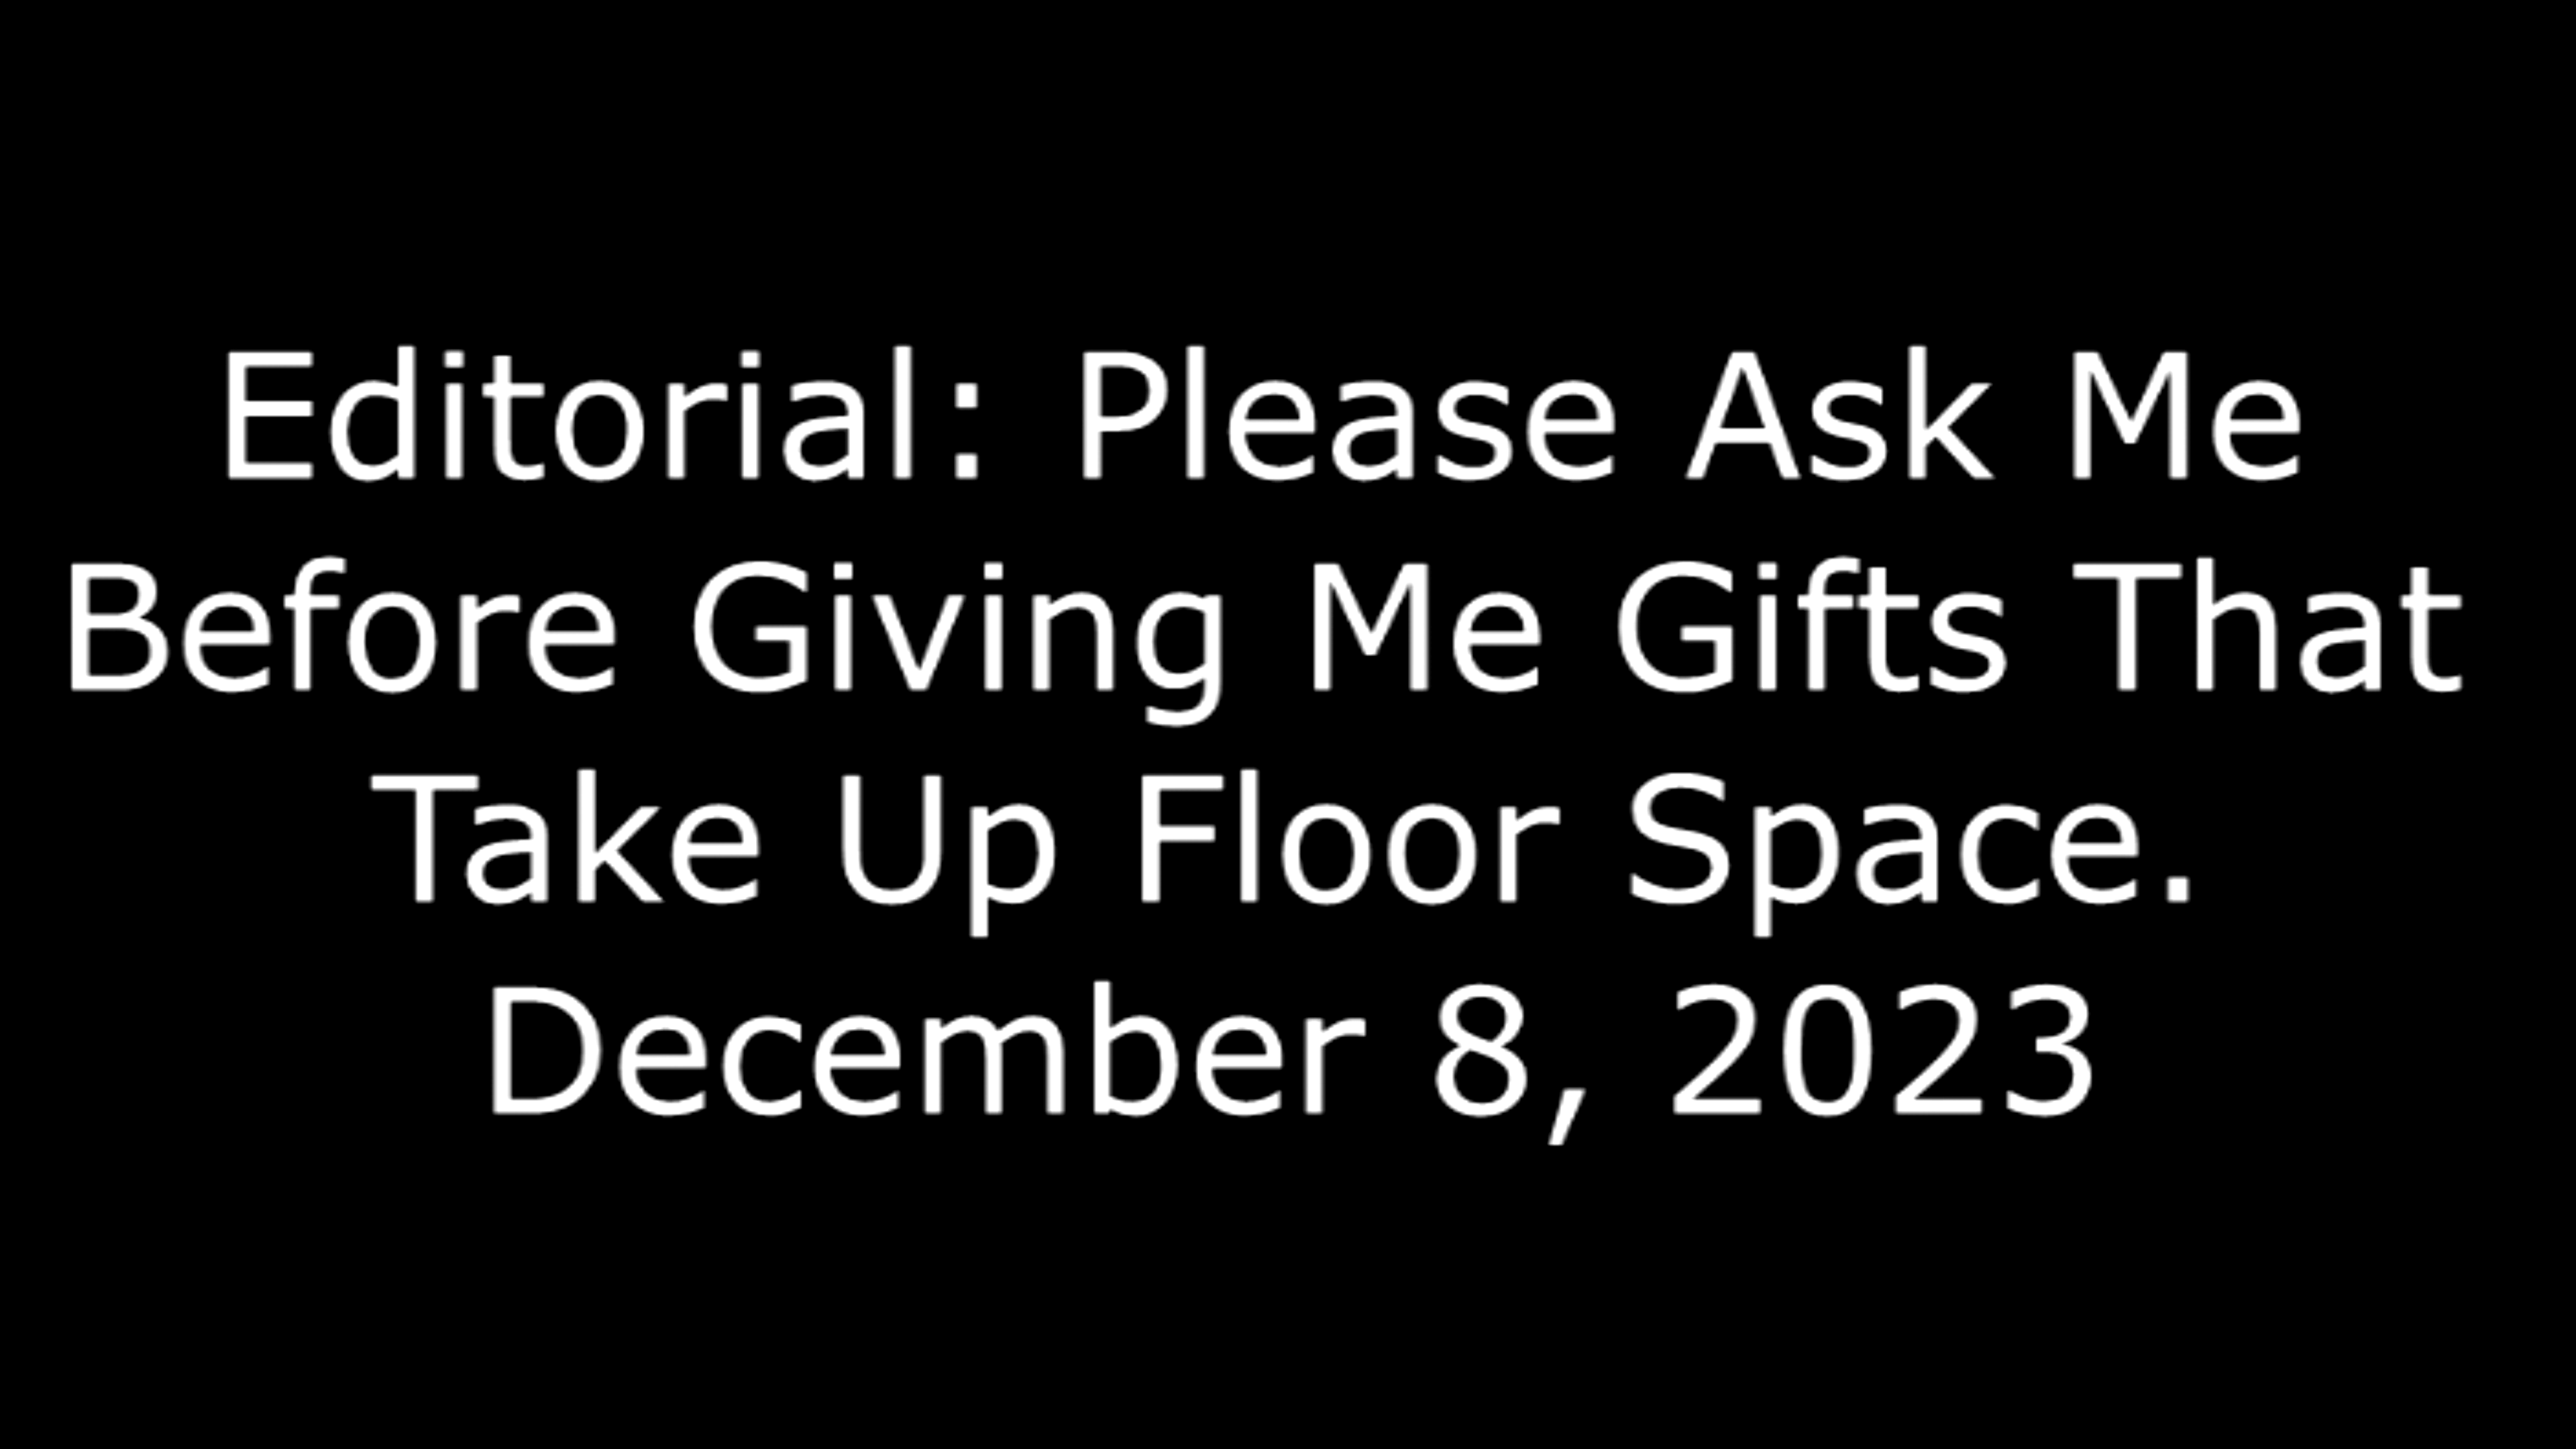 Editorial: Please Ask Me
Before Giving Me Gifts That
Take Up Floor Space.
December 8, 2023